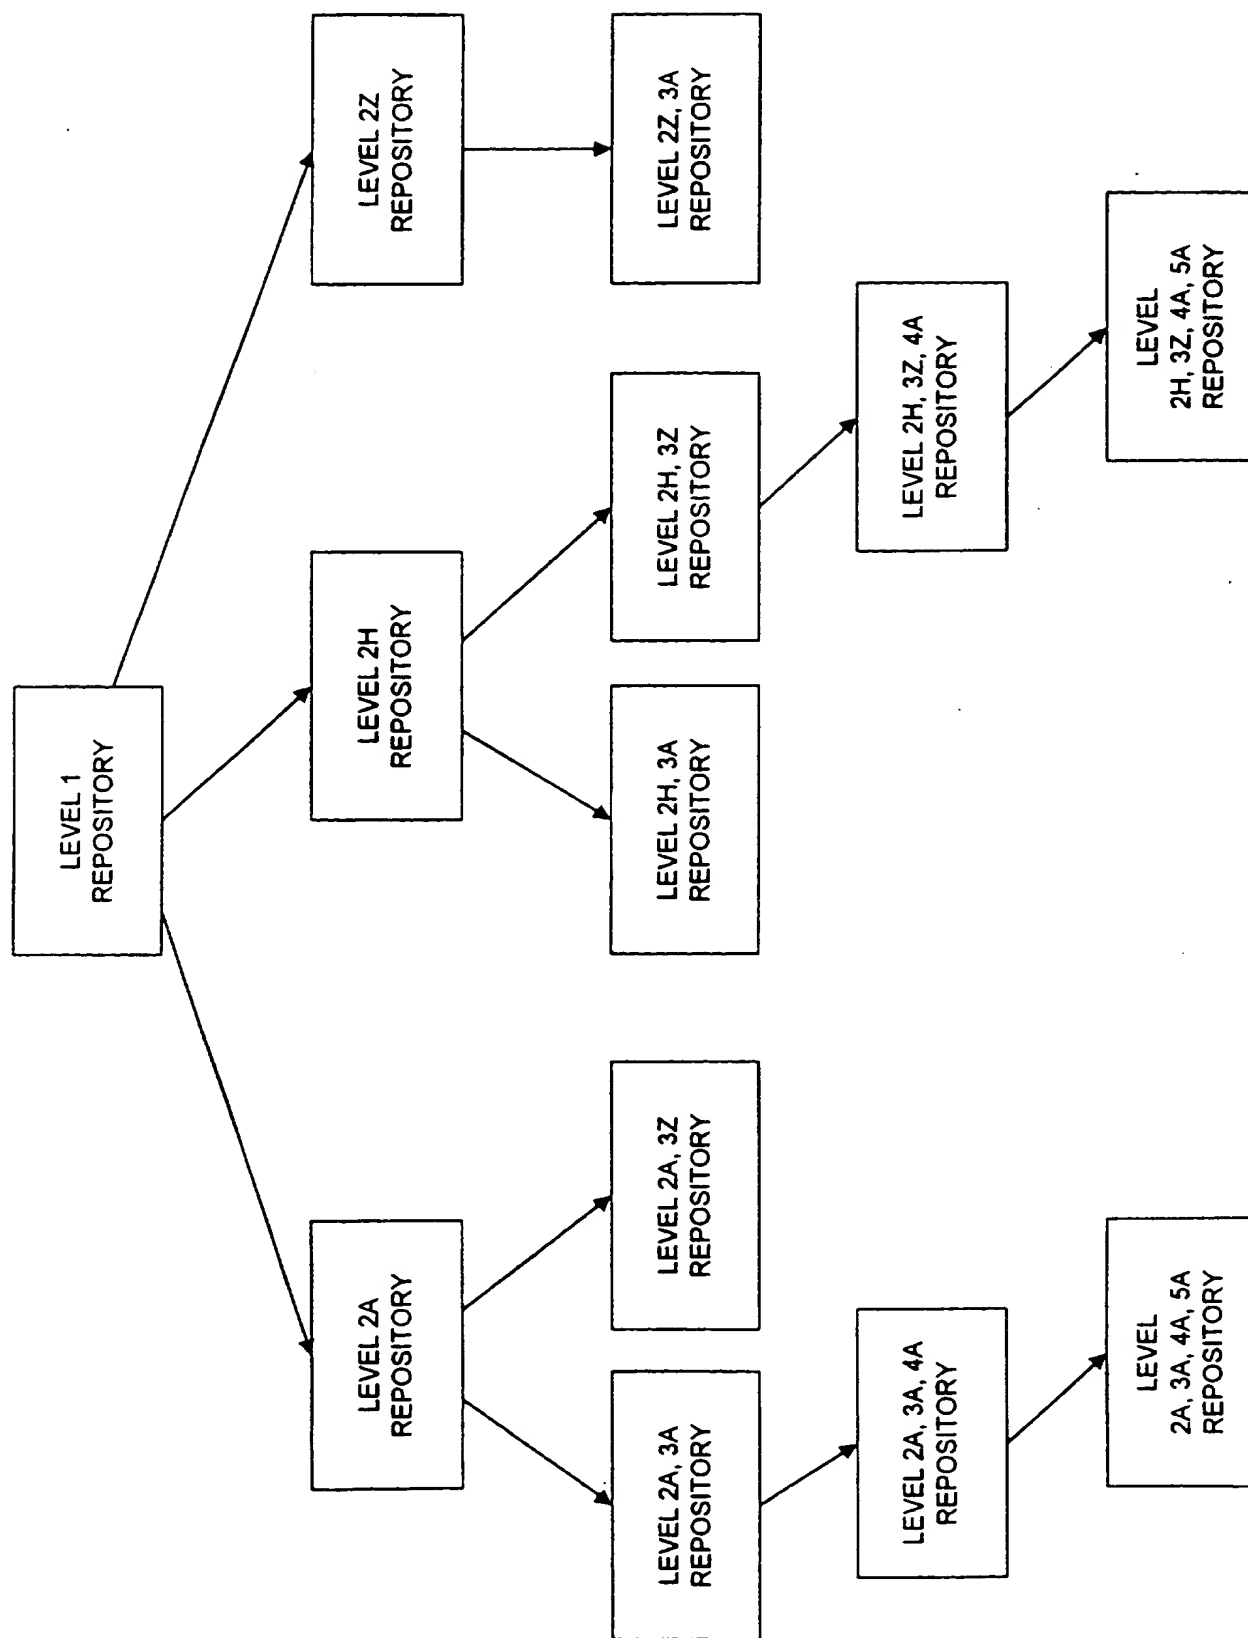 LEVEL 1
REPOSITORY
LEVEL 2A
REPOSITORY
LEVEL 2H
REPOSITORY
LEVEL 2Z
REPOSITORY
LEVEL 2A, 3A
REPOSITORY
LEVEL 2A, 3Z
REPOSITORY
LEVEL 2H, 3A
REPOSITORY
LEVEL 2H, 3Z
REPOSITORY
LEVEL 2Z, 3A
REPOSITORY
LEVEL 2A, 3A, 4A
REPOSITORY
LEVEL 2H, 3Z, 4A
REPOSITORY
LEVEL
2A, 3A, 4A, 5A
REPOSITORY
LEVEL
2H, 3Z, 4A, 5A
REPOSITORY